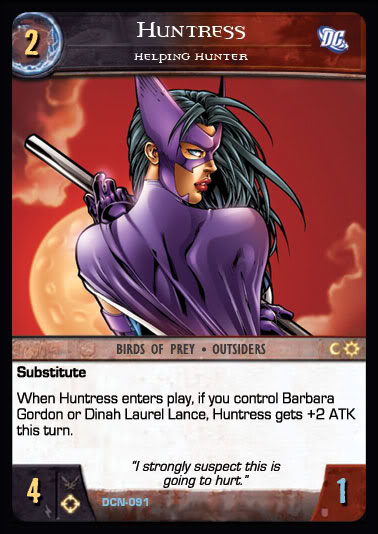 2
Huntress
Helping Hunter
DC
BIRDS OF PREY • OUTSIDERS
Substitute
When Huntress enters play, if you control Barbara
Gordon or Dinah Laurel Lance, Huntress gets +2 ATK
this turn.
"I strongly suspect this is
going to hurt."
4
DCN-091
1